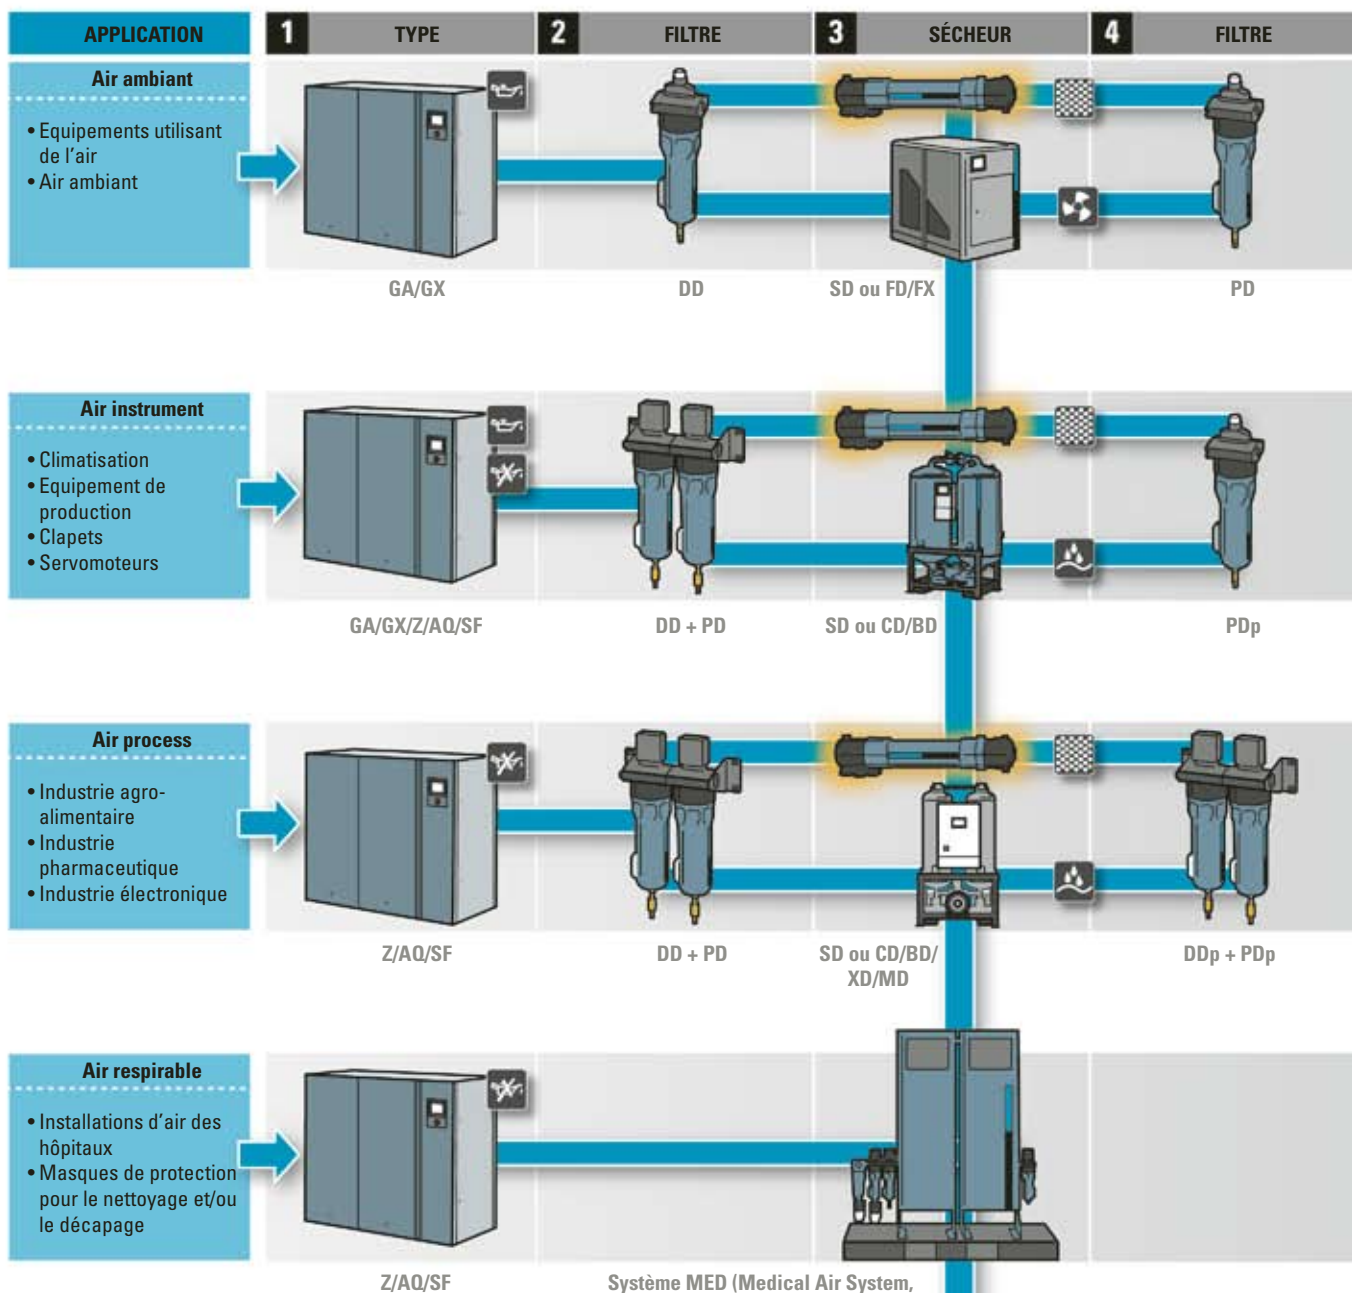 APPLICATION
1 TYPE
2 FILTRE
3 SÉCHEUR
4 FILTRE
Air ambiant
• Equipements utilisant
de l'air
• Air ambiant
GA/GX
DD
SD ou FD/FX
PD
Air instrument
• Climatisation
• Equipement de
production
• Clapets
• Servomoteurs
GA/GX/Z/AQ/SF
DD + PD
SD ou CD/BD
PDp
Air process
• Industrie agro-
alimentaire
• Industrie
pharmaceutique
• Industrie électronique
Z/AQ/SF
DD + PD
SD ou CD/BD/
XD/MD
DDp + PDp
Air respirable
• Installations d'air des
hôpitaux
• Masques de protection
pour le nettoyage et/ou
le décapage
Z/AQ/SF
Système MED (Medical Air System,